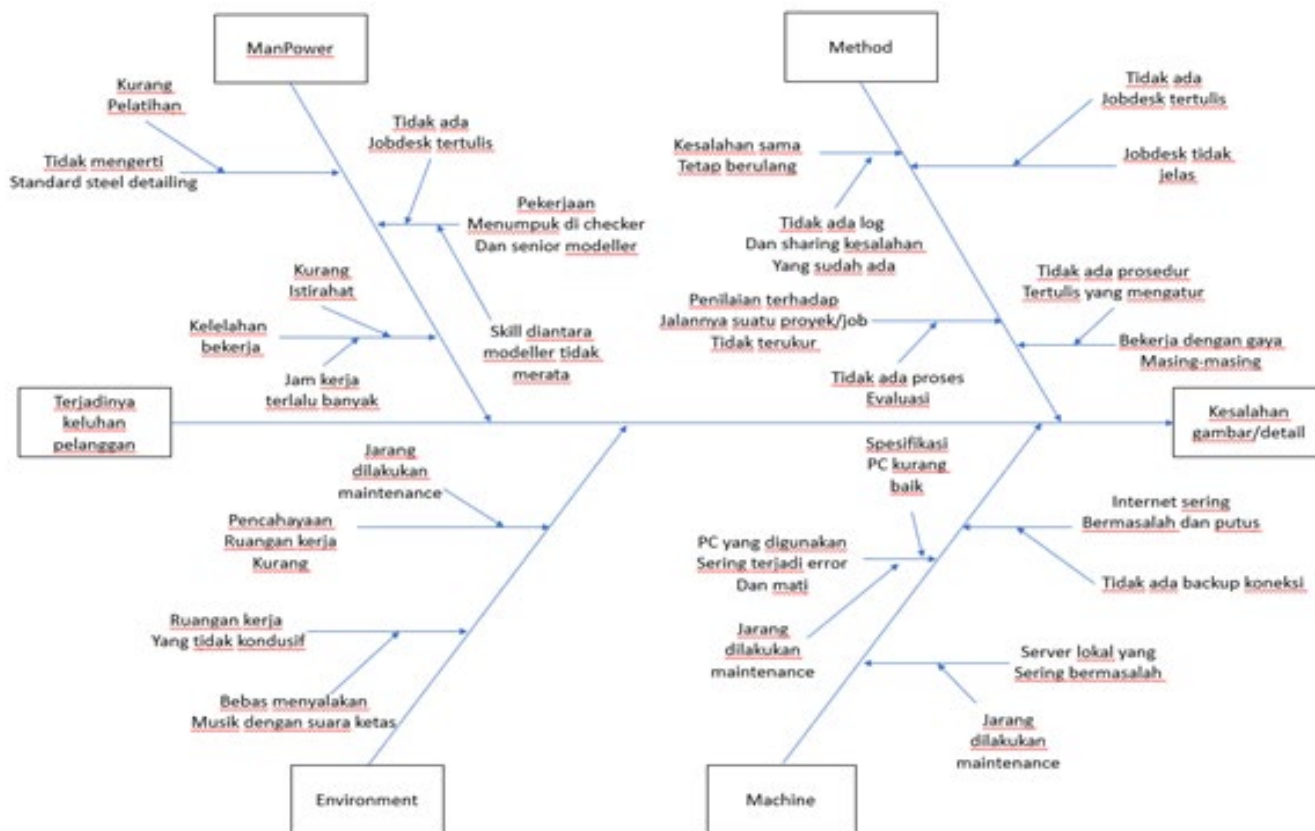 ManPower
Method
Kurang
Pelatihan
Tidak mengerti
Standard steel detailing
Tidak ada
Jobdesk tertulis
Pekerjaan
Menumpuk di checker
Dan senior modeller
Kurang
Istirahat
Kelelahan
bekerja
Jam kerja
terlalu banyak
Skill diantara
modeller tidak
merata
Kesalahan sama
Tetap berulang
Tidak ada
Jobdesk tertulis
Jobdesk tidak
jelas
Tidak ada log
Dan sharing kesalahan
Yang sudah ada
Penilaian terhadap
Jalannya suatu proyek/job
Tidak terukur
Tidak ada prosedur
Tertulis yang mengatur
Bekerja dengan gaya
Masing-masing
Tidak ada proses
Evaluasi
Terjadinya
keluhan
pelanggan
Kesalahan
gambar/detail
Jarang
dilakukan
maintenance
Pencahayaan
Ruangan kerja
Kurang
Ruangan kerja
Yang tidak kondusif
Bebas menyalakan
Musik dengan suara ketas
Spesifikasi
PC kurang
baik
PC yang digunakan
Sering terjadi error
Dan mati
Jarang
dilakukan
maintenance
Internet sering
Bermasalah dan putus
Tidak ada backup koneksi
Server lokal yang
Sering bermasalah
Jarang
dilakukan
maintenance
Environment
Machine